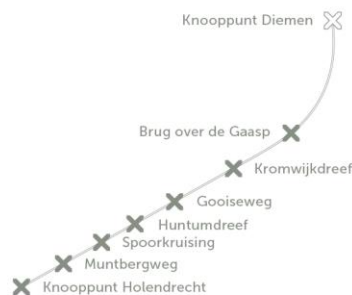 Knooppunt Diemen
Brug over de Gaasp
Kromwijkdreef
Gooiseweg
Huntumdreef
Spoorkruising
Muntbergweg
Knooppunt Holendrecht